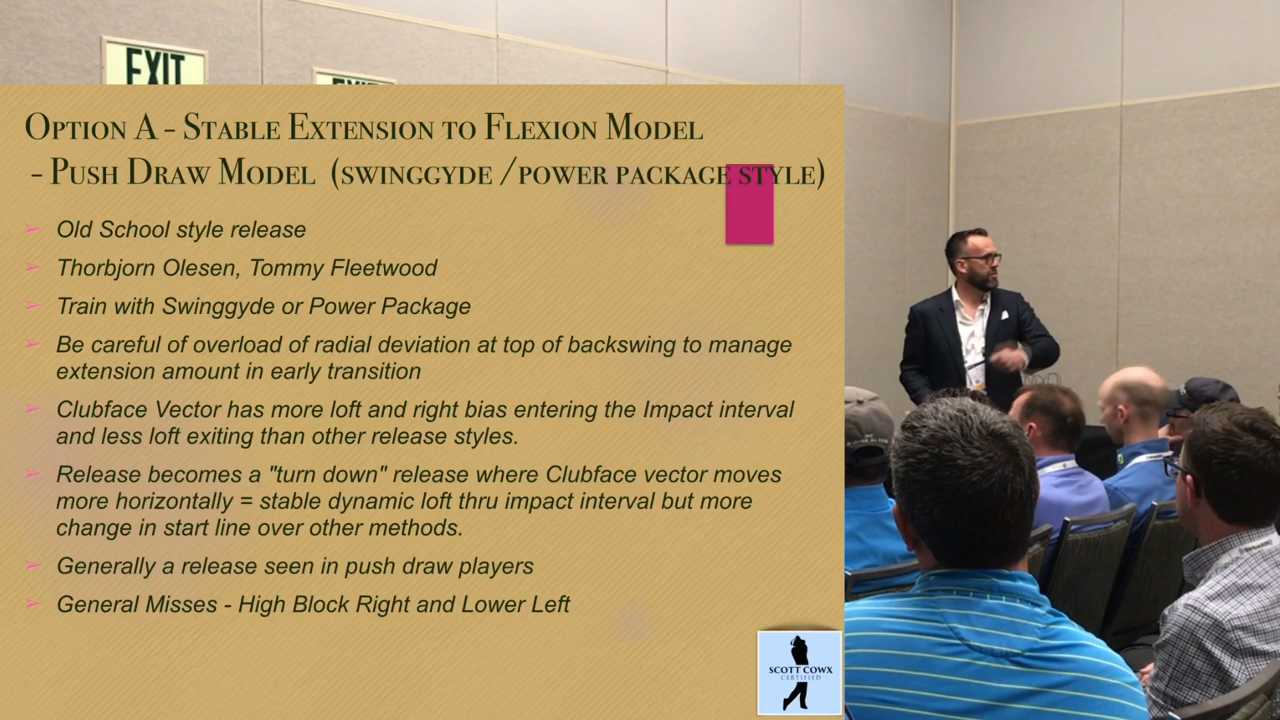 EXIT
EXIT
Option A - Stable Extension to Flexion Model
- Push Draw Model (swinggyde /power package style)
➢ Old School style release
➢ Thorbjorn Olesen, Tommy Fleetwood
➢ Train with Swinggyde or Power Package
➢ Be careful of overload of radial deviation at top of backswing to manage
extension amount in early transition
➢ Clubface Vector has more loft and right bias entering the Impact interval
and less loft exiting than other release styles.
➢ Release becomes a "turn down" release where Clubface vector moves
more horizontally = stable dynamic loft thru impact interval but more
change in start line over other methods.
➢ Generally a release seen in push draw players
➢ General Misses - High Block Right and Lower Left
SCOTT COWX
CERTIFIED